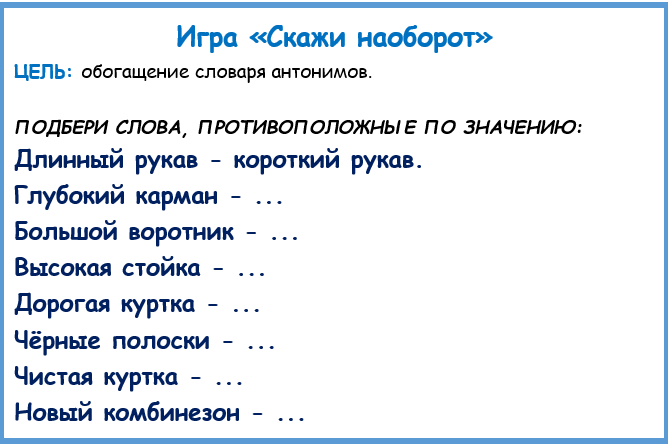 Игра «Скажи наоборот»
ЦЕЛЬ: обогащение словаря антонимов.
ПОДБЕРИ СЛОВА, ПРОТИВОПОЛОЖНЫЕ ПО ЗНАЧЕНИЮ:
Длинный рукав – короткий рукав.
Глубокий карман – ...
Большой воротник – ...
Высокая стойка – ...
Дорогая куртка – ...
Чёрные полоски – ...
Чистая куртка – ...
Новый комбинезон – ...